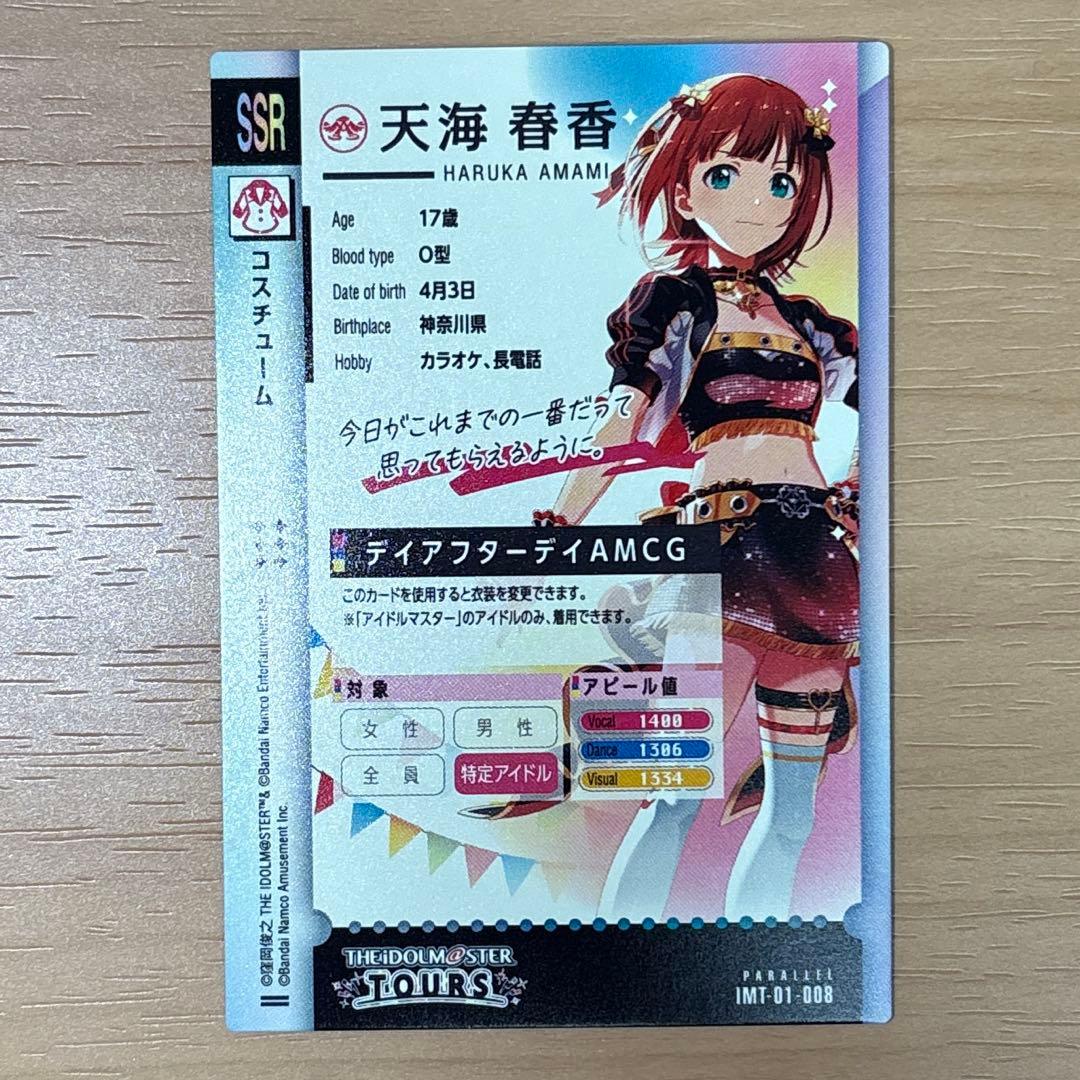 SSR
コスチューム
天海 春香
HARUKA AMAMI
Age 17歳
Blood type O型
Date of birth 4月3日
Birthplace 神奈川県
Hobby カラオケ、長電話
今日がこれまでの一番だって
思ってもらえるように。
デイアフターデイAMCG
このカードを使用すると衣装を変更できます。
※「アイドルマスター」のアイドルのみ、着用できます。
対象
女性 男性
全員 特定アイドル
アピール値
Vocal 1400
Dance 1306
Visual 1334
©窪岡俊之 THE IDOLM@STER™& ©Bandai Namco Entertainment Inc.
©Bandai Namco Amusement Inc.
THE iDOLM@STER
TOURS
PARALLEL
IMT-01-008